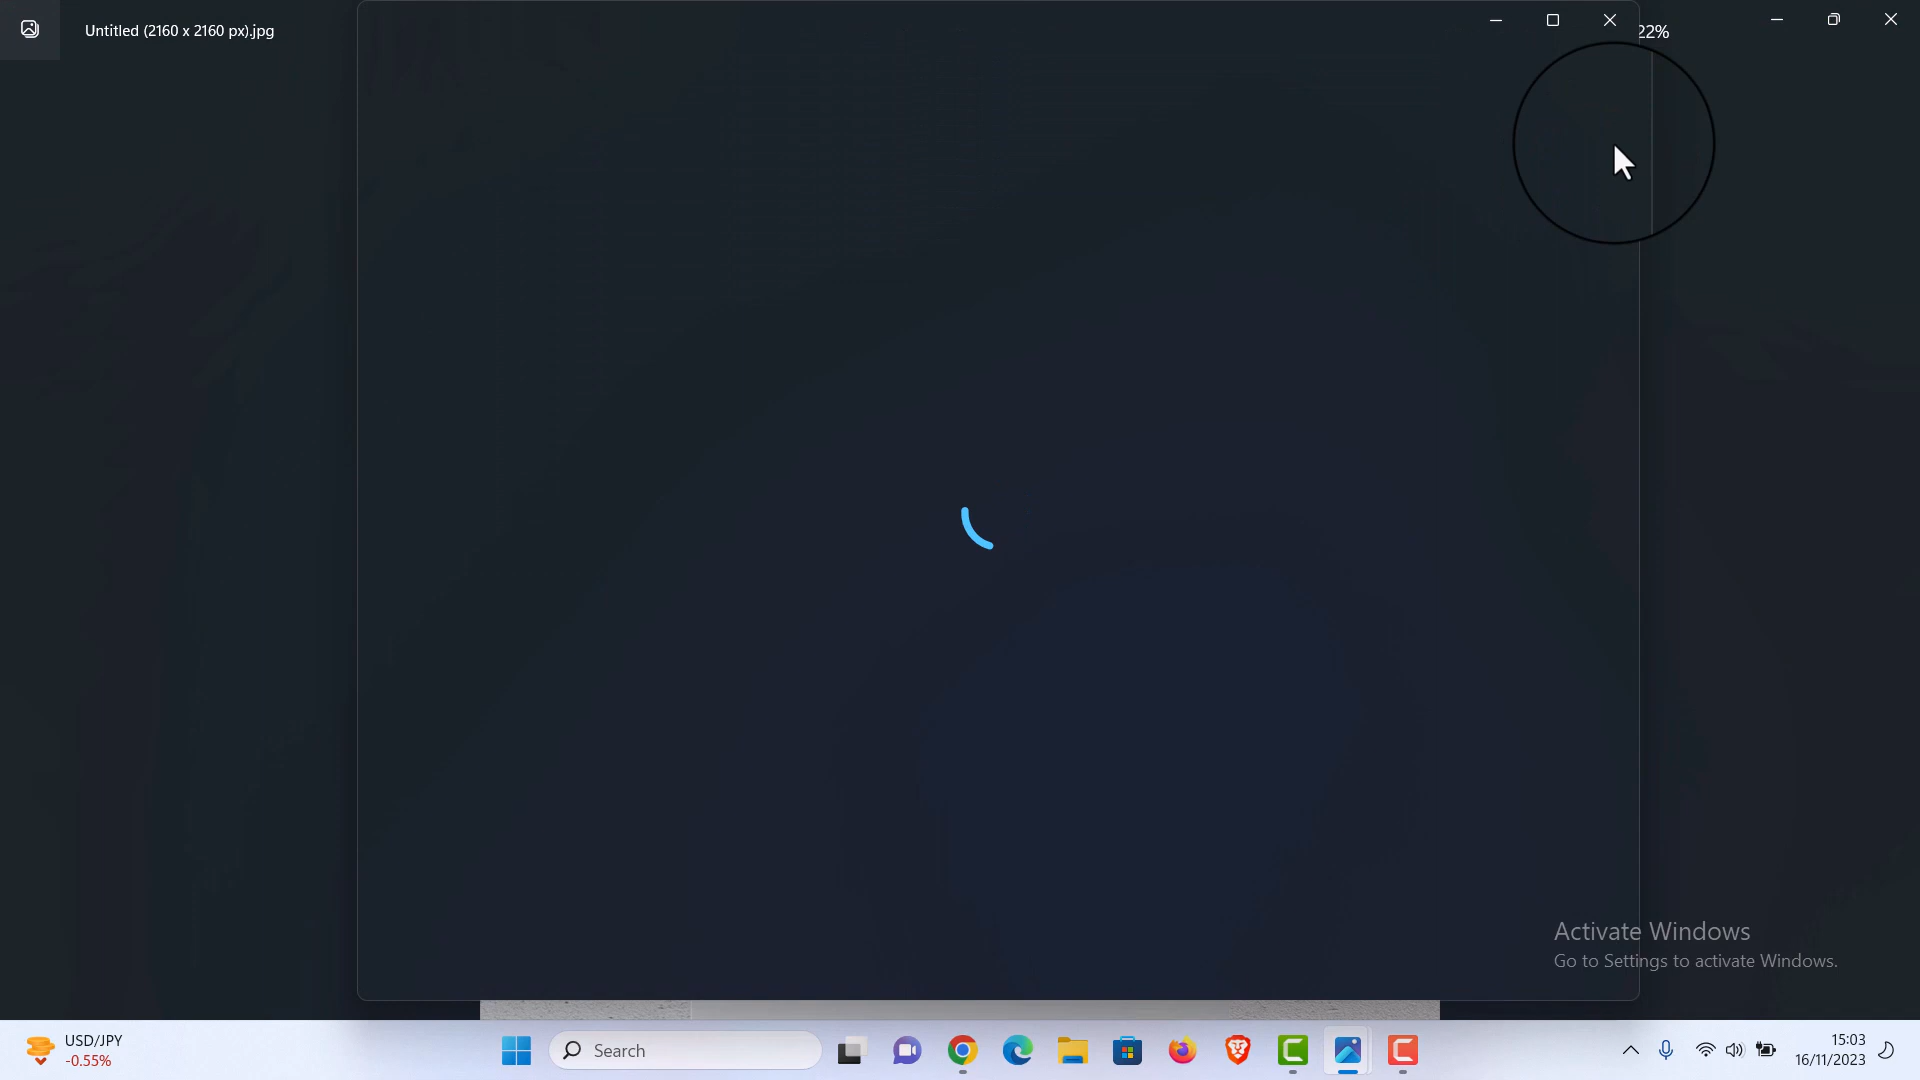 Untitled (2160 x 2160 px).jpg
22%
Activate Windows
Go to Settings to activate Windows.
USD/JPY
-0.55%
Search
15:03
16/11/2023